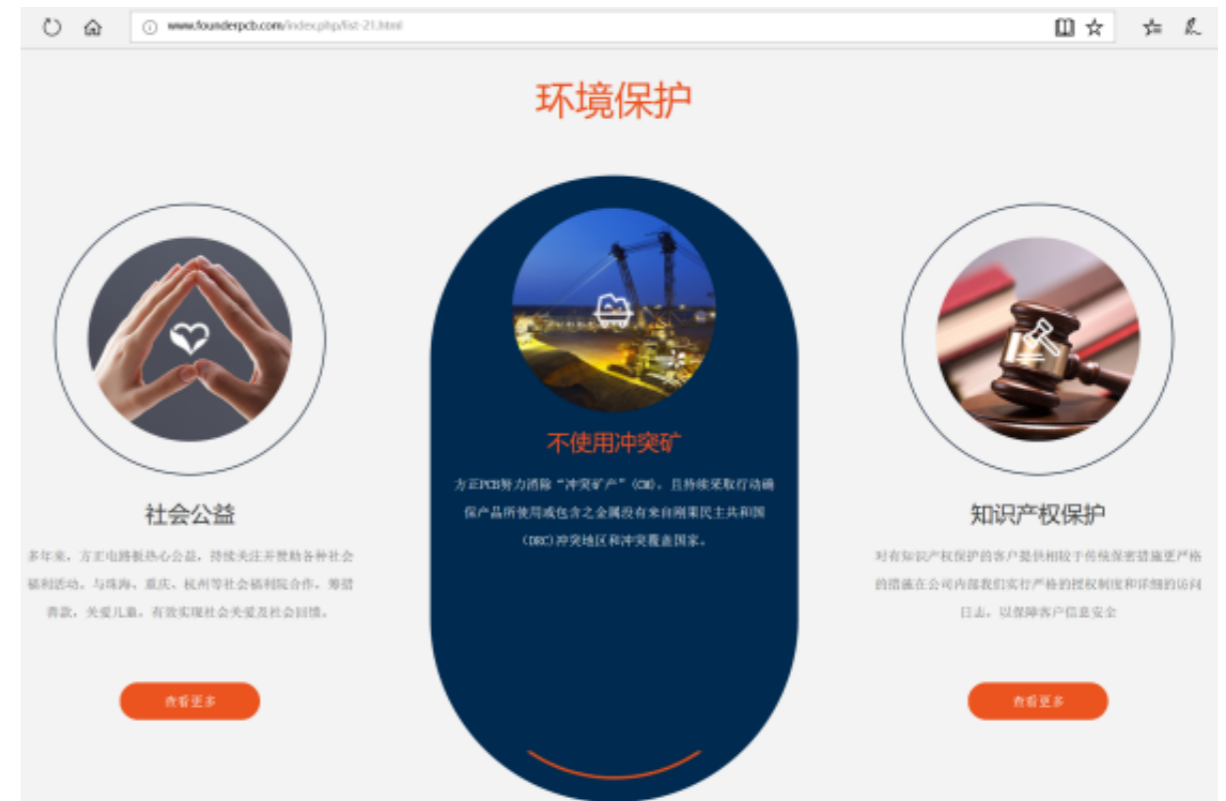 www.founderpcb.com/index.php/list-21.html
环境保护
社会公益
多年来，方正电路板热心公益，持续关注并赞助各种社会
福利活动。与珠海、重庆、杭州等社会福利院合作，筹措
善款，关爱儿童。有效实现社会关爱及社会回馈。
查看更多
不使用冲突矿
方正PCB努力消除“冲突矿产”（CM），且持续采取行动确
保产品所使用或包含之金属没有来自刚果民主共和国
（DRC）冲突地区和冲突覆盖国家。
知识产权保护
对有知识产权保护的客户提供相较于传统保密措施更严格
的措施在公司内部我们实行严格的授权制度和详细的访问
日志，以保障客户信息安全
查看更多